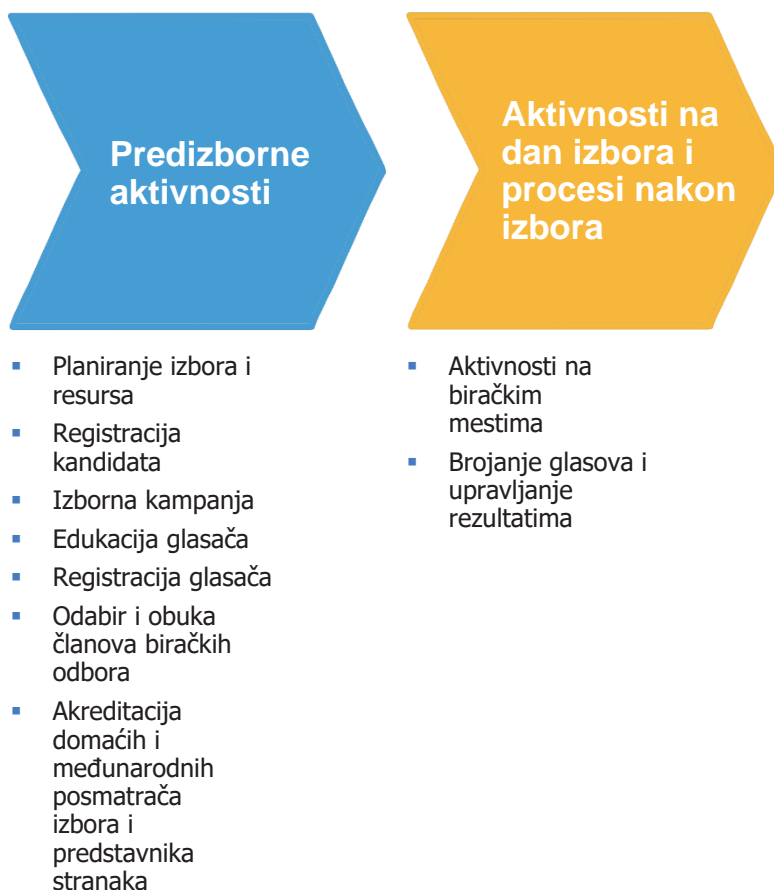 Predizborne
aktivnosti
▪ Planiranje izbora i
resursa
▪ Registracija
kandidata
▪ Izborna kampanja
▪ Edukacija glasača
▪ Registracija glasača
▪ Odabir i obuka
članova biračkih
odbora
▪ Akreditacija
domaćih i
međunarodnih
posmatrača
izbora i
predstavnika
stranaka
Aktivnosti na
dan izbora i
procesi nakon
izbora
▪ Aktivnosti na
biračkim
mestima
▪ Brojanje glasova i
upravljanje
rezultatima